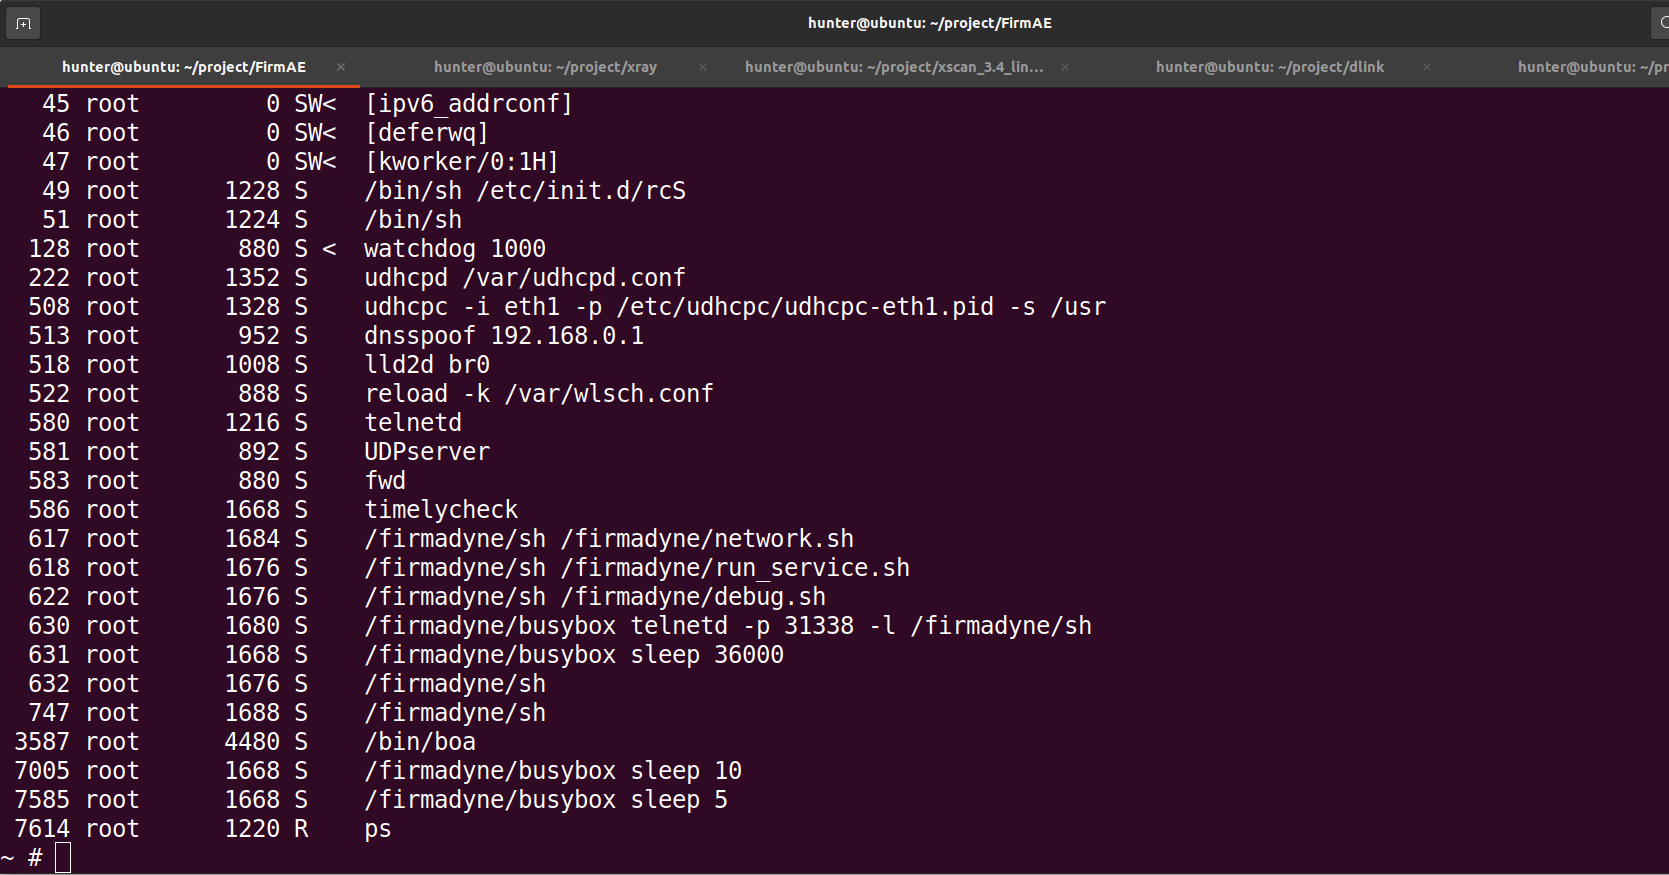 hunter@ubuntu: ~/project/FirmAE
hunter@ubuntu: ~/project/FirmAE × hunter@ubuntu: ~/project/xray × hunter@ubuntu: ~/project/xscan_3.4_lin... × hunter@ubuntu: ~/project/dlink × hunter@ubuntu: ~/pr
45 root 0 SW< [ipv6_addrconf]
46 root 0 SW< [deferwq]
47 root 0 SW< [kworker/0:1H]
49 root 1228 S /bin/sh /etc/init.d/rcS
51 root 1224 S /bin/sh
128 root 880 S < watchdog 1000
222 root 1352 S udhcpd /var/udhcpd.conf
508 root 1328 S udhcpc -i eth1 -p /etc/udhcpc/udhcpc-eth1.pid -s /usr
513 root 952 S dnsspoof 192.168.0.1
518 root 1008 S lld2d br0
522 root 888 S reload -k /var/wlsch.conf
580 root 1216 S telnetd
581 root 892 S UDPserver
583 root 880 S fwd
586 root 1668 S timelycheck
617 root 1684 S /firmadyne/sh /firmadyne/network.sh
618 root 1676 S /firmadyne/sh /firmadyne/run_service.sh
622 root 1676 S /firmadyne/sh /firmadyne/debug.sh
630 root 1680 S /firmadyne/busybox telnetd -p 31338 -l /firmadyne/sh
631 root 1668 S /firmadyne/busybox sleep 36000
632 root 1676 S /firmadyne/sh
747 root 1688 S /firmadyne/sh
3587 root 4480 S /bin/boa
7005 root 1668 S /firmadyne/busybox sleep 10
7585 root 1668 S /firmadyne/busybox sleep 5
7614 root 1220 R ps
~ #